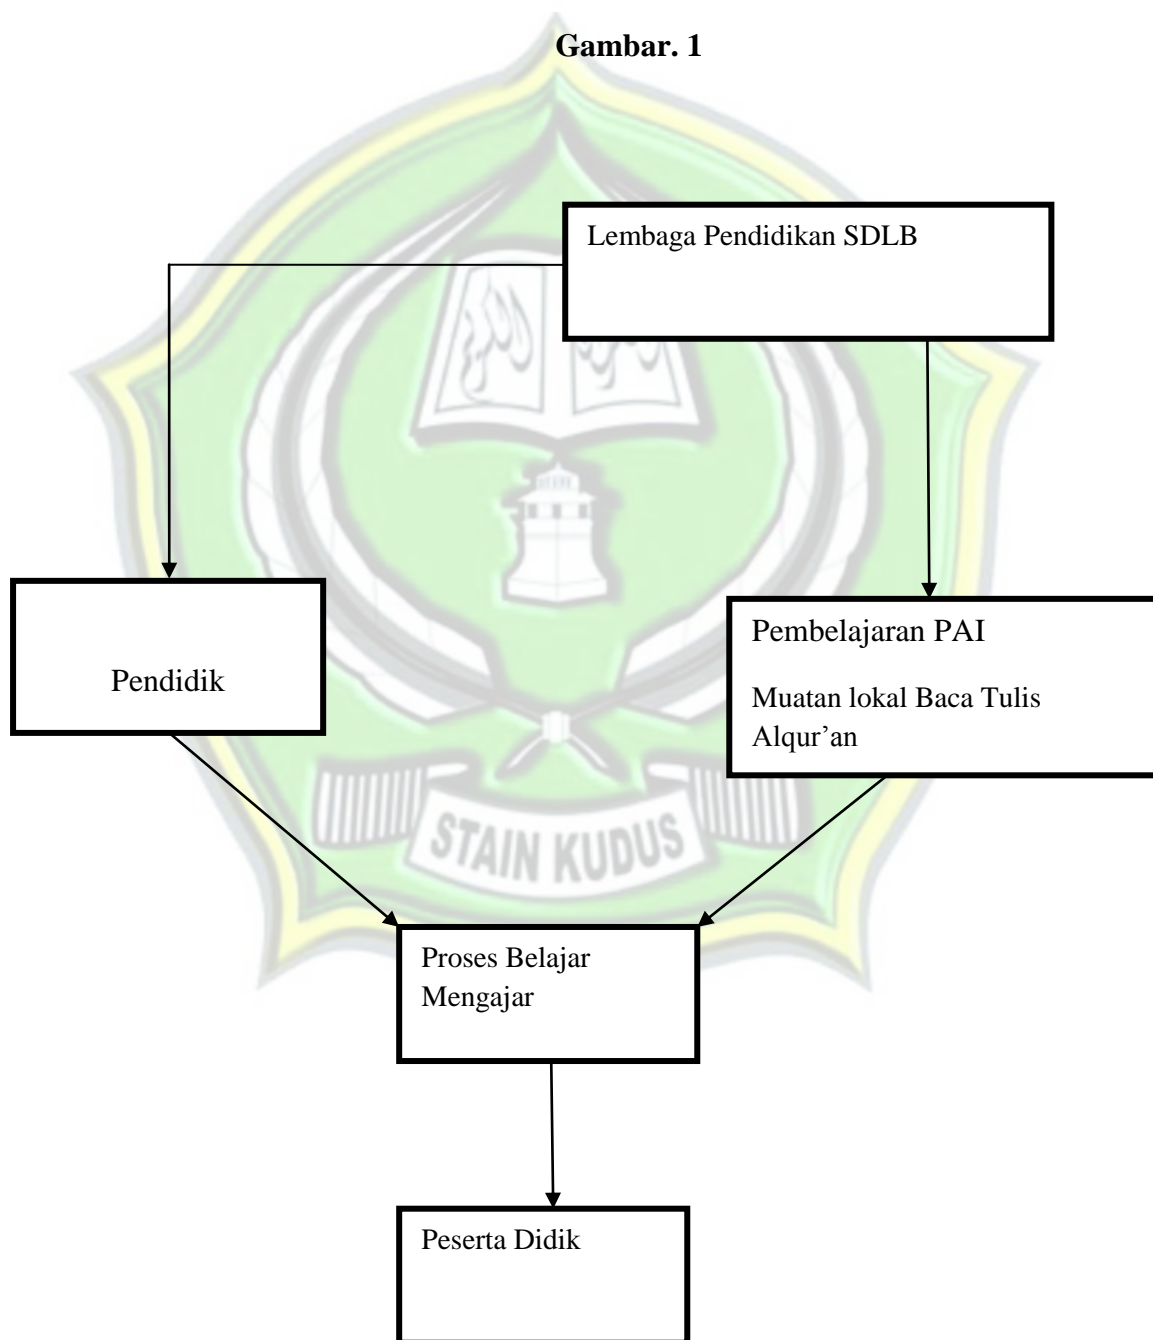 Gambar. 1
Lembaga Pendidikan SDLB
Pendidik
Pembelajaran PAI
Muatan lokal Baca Tulis
Alqur’an
STAIN KUDUS
Proses Belajar
Mengajar
Peserta Didik